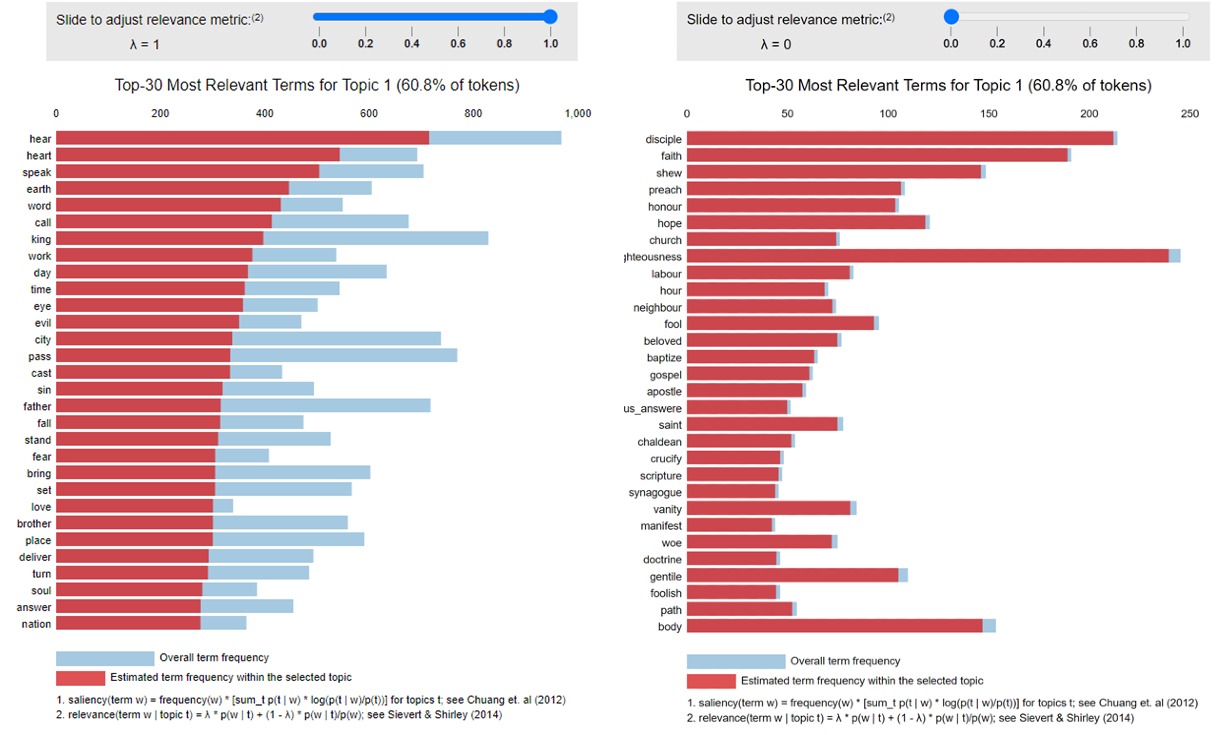 Slide to adjust relevance metric:(2)
λ = 1
0.0 0.2 0.4 0.6 0.8 1.0
Top-30 Most Relevant Terms for Topic 1 (60.8% of tokens)
0 200 400 600 800 1,000
hear
heart
speak
earth
word
call
king
work
day
time
eye
evil
city
pass
cast
sin
father
fall
stand
fear
bring
set
love
brother
place
deliver
turn
soul
answer
nation
Overall term frequency
Estimated term frequency within the selected topic
1. saliency(term w) = frequency(w) * [sum_t p(t | w) * log(p(t | w)/p(t))] for topics t; see Chuang et. al (2012)
2. relevance(term w | topic t) = λ * p(w | t) + (1 - λ) * p(w | t)/p(w); see Sievert & Shirley (2014)
Slide to adjust relevance metric:(2)
λ = 0
0.0 0.2 0.4 0.6 0.8 1.0
Top-30 Most Relevant Terms for Topic 1 (60.8% of tokens)
0 50 100 150 200 250
disciple
faith
shew
preach
honour
hope
church
ghteousness
labour
hour
neighbour
fool
beloved
baptize
gospel
apostle
us_answere
saint
chaldean
crucify
scripture
synagogue
vanity
manifest
woe
doctrine
gentile
foolish
path
body
Overall term frequency
Estimated term frequency within the selected topic
1. saliency(term w) = frequency(w) * [sum_t p(t | w) * log(p(t | w)/p(t))] for topics t; see Chuang et. al (2012)
2. relevance(term w | topic t) = λ * p(w | t) + (1 - λ) * p(w | t)/p(w); see Sievert & Shirley (2014)